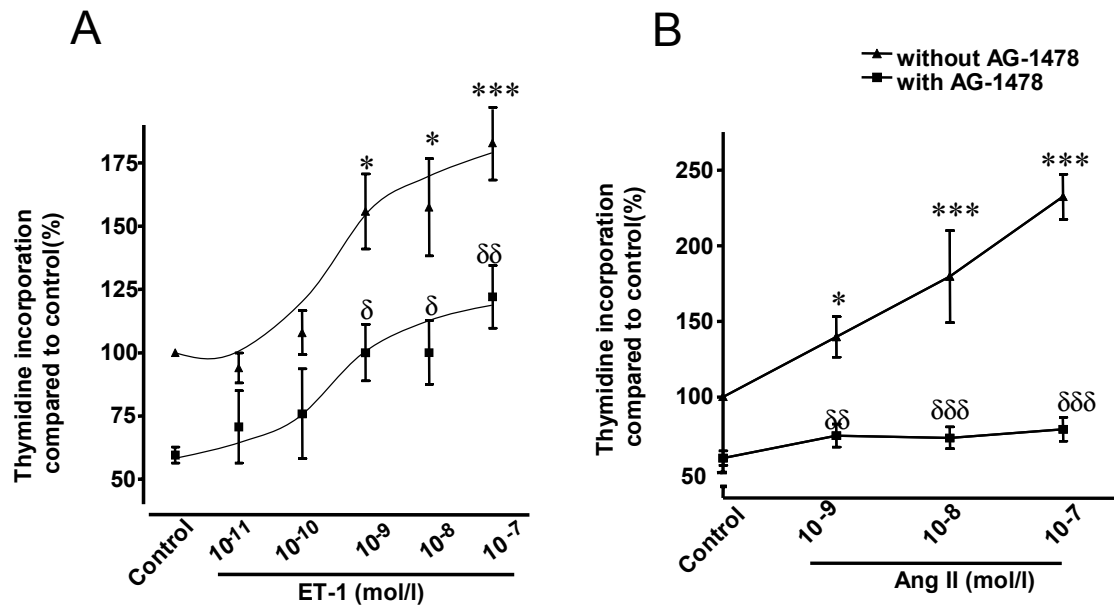 A
Thymidine incorporation
compared to control(%)
175
150
125
100
75
50
*
*
***
δ
δ
δδ
Control
10-11
10-10
10-9
10-8
10-7
ET-1 (mol/l)
B
without AG-1478
with AG-1478
Thymidine incorporation
compared to control(%)
250
200
150
100
50
*
***
***
δδ
δδδ
δδδ
Control
10-9
10-8
10-7
Ang II (mol/l)